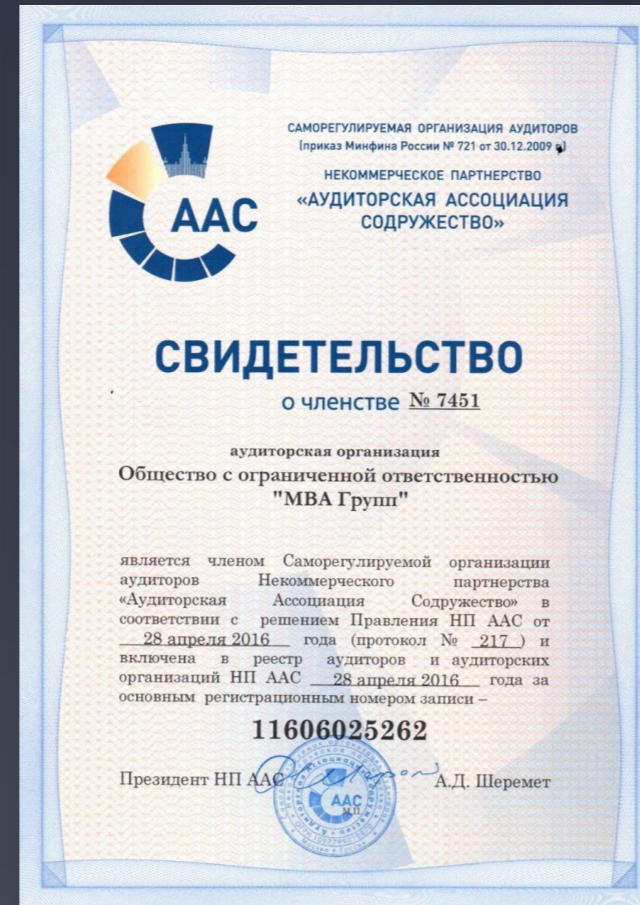 ААС
САМОРЕГУЛИРУЕМАЯ ОРГАНИЗАЦИЯ АУДИТОРОВ
(приказ Минфина России № 721 от 30.12.2009 г.)
НЕКОММЕРЧЕСКОЕ ПАРТНЕРСТВО
«АУДИТОРСКАЯ АССОЦИАЦИЯ
СОДРУЖЕСТВО»
СВИДЕТЕЛЬСТВО
о членстве № 7451
аудиторская организация
Общество с ограниченной ответственностью
"МВА Групп"
является членом Саморегулируемой организации
аудиторов Некоммерческого партнерства
«Аудиторская Ассоциация Содружество» в
соответствии с решением Правления НП ААС от
28 апреля 2016 года (протокол № 217 ) и
включена в реестр аудиторов и аудиторских
организаций НП ААС 28 апреля 2016 года за
основным регистрационным номером записи –
11606025262
Президент НП ААС А.Д. Шеремет
ААС
М.П.